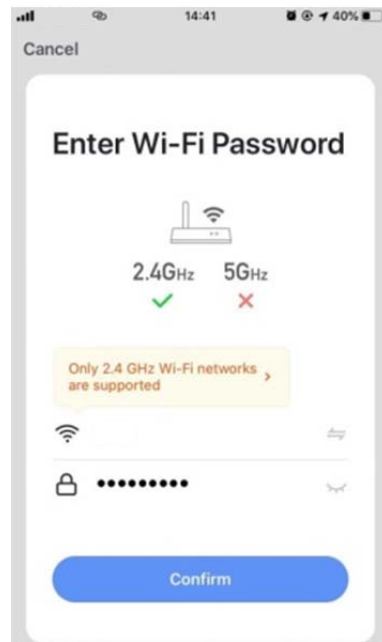 14:41
40%
Cancel
Enter Wi-Fi Password
2.4GHz 5GHz
Only 2.4 GHz Wi-Fi networks
are supported
•••••••••
Confirm